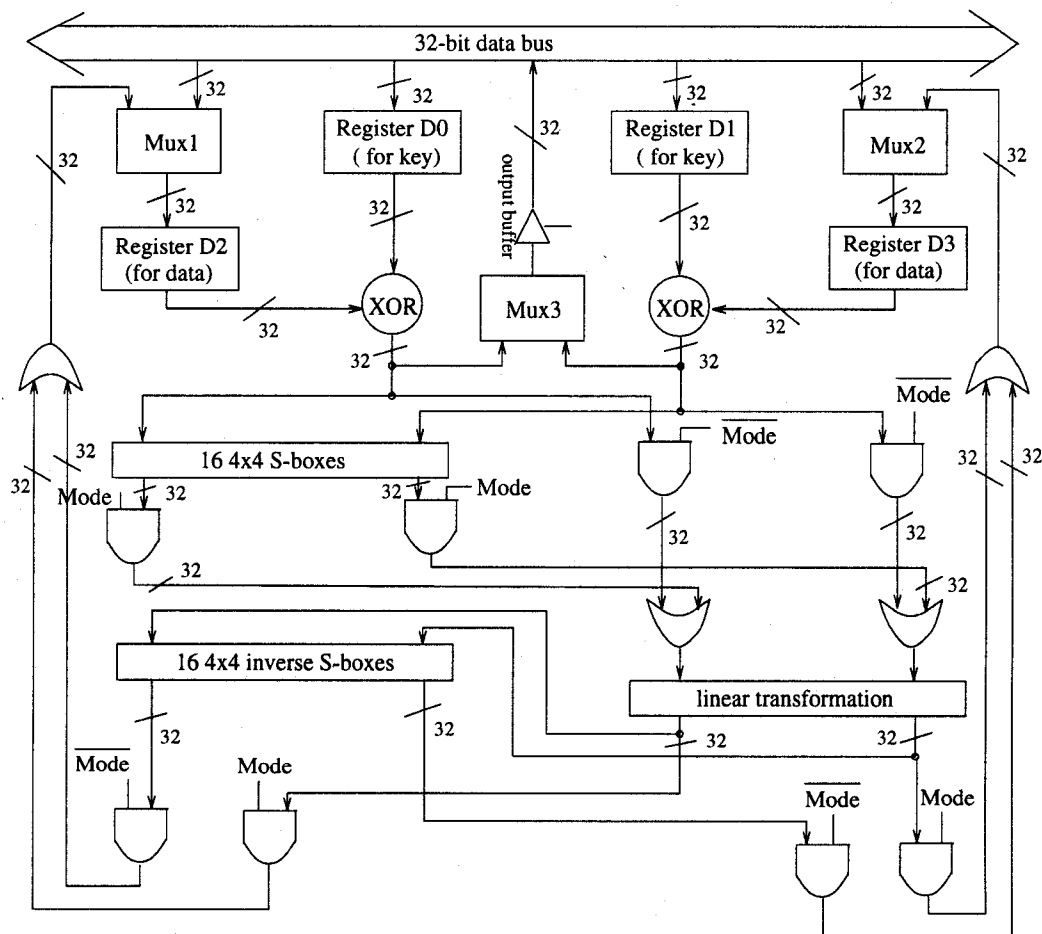 32-bit data bus
32
32
32
32
32
Mux1
Register D0
( for key)
Register D1
( for key)
Mux2
32
32
output buffer
32
32
32
32
Register D2
(for data)
Register D3
(for data)
XOR
Mux3
XOR
32
32
32
32
Mode
Mode
16 4x4 S-boxes
32
32
32
32
32
32
Mode
Mode
32
32
32
32
32
16 4x4 inverse S-boxes
linear transformation
32
32
32
32
Mode
Mode
Mode
Mode